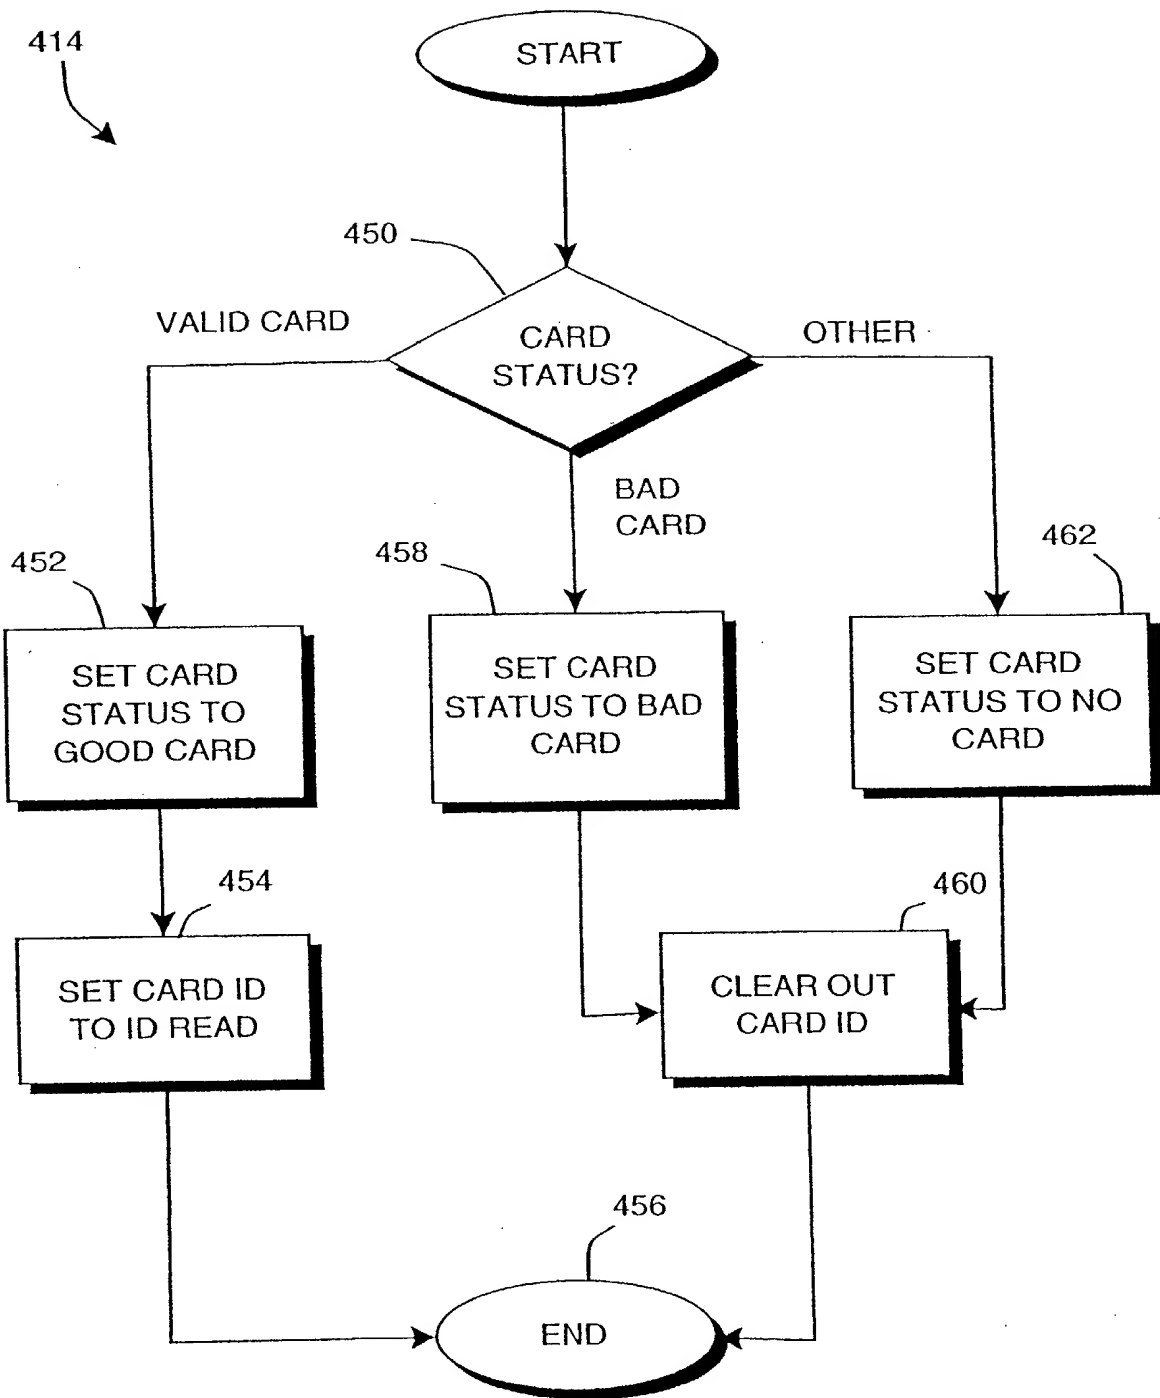 414
START
450
VALID CARD
CARD
STATUS?
OTHER
BAD
CARD
452
458
462
SET CARD
STATUS TO
GOOD CARD
SET CARD
STATUS TO BAD
CARD
SET CARD
STATUS TO NO
CARD
454
460
SET CARD ID
TO ID READ
CLEAR OUT
CARD ID
456
END